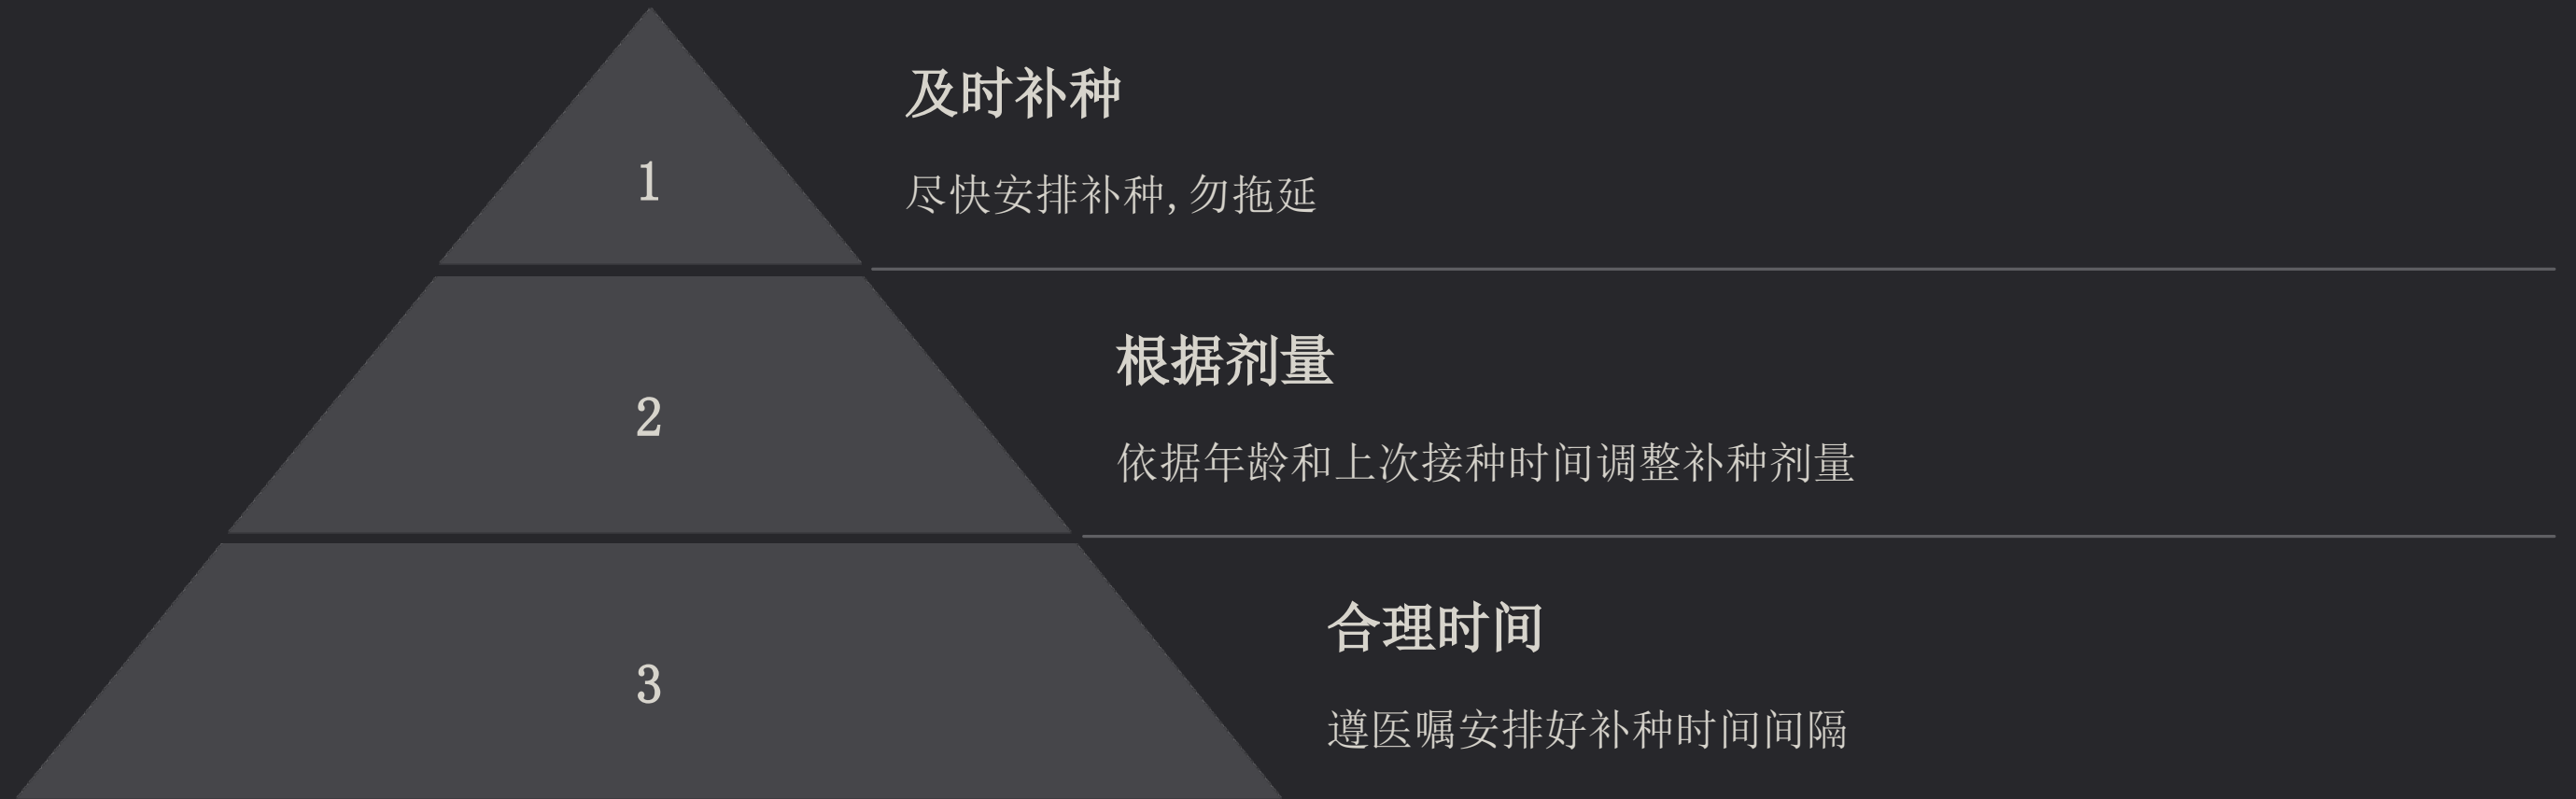 及时补种
1
尽快安排补种,勿拖延
根据剂量
2
依据年龄和上次接种时间调整补种剂量
合理时间
3
遵医嘱安排好补种时间间隔